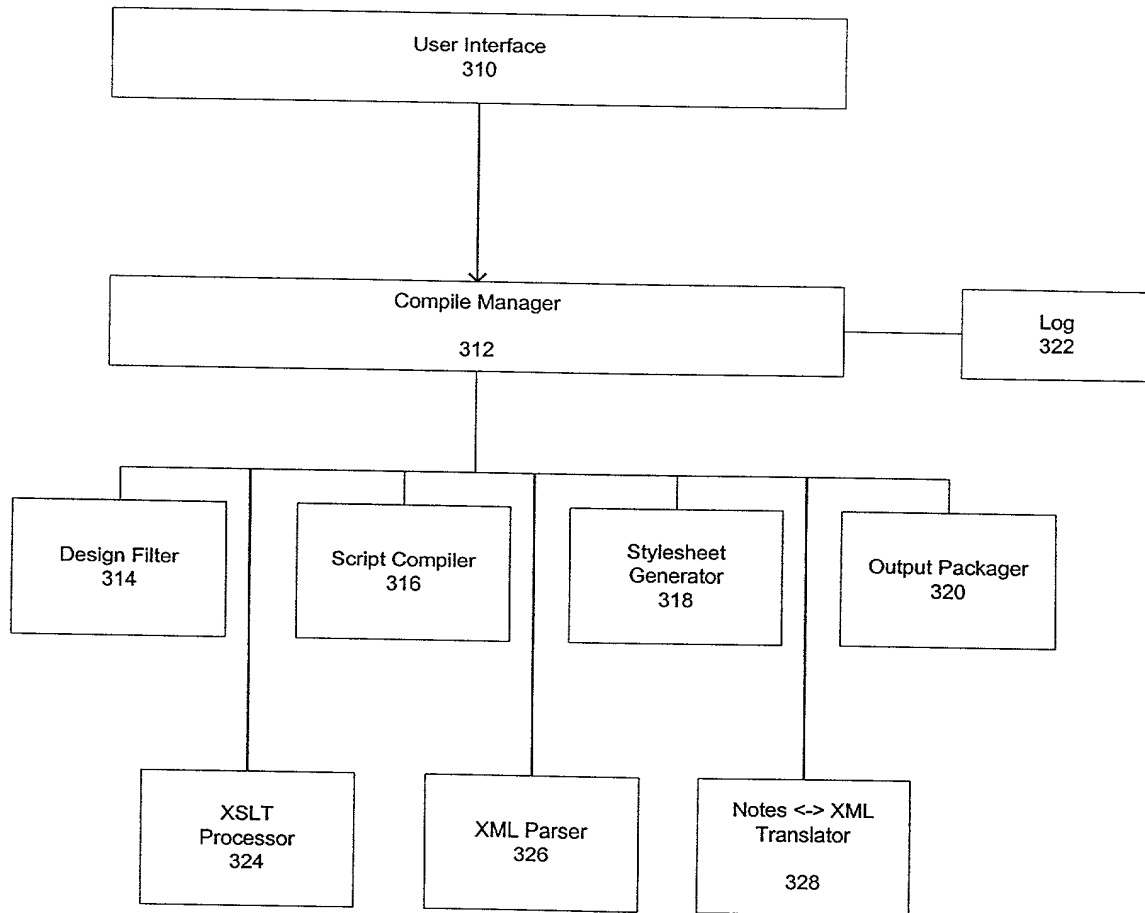 User Interface
310
Compile Manager
312
Log
322
Design Filter
314
Script Compiler
316
Stylesheet
Generator
318
Output Packager
320
XSLT
Processor
324
XML Parser
326
Notes <-> XML
Translator
328